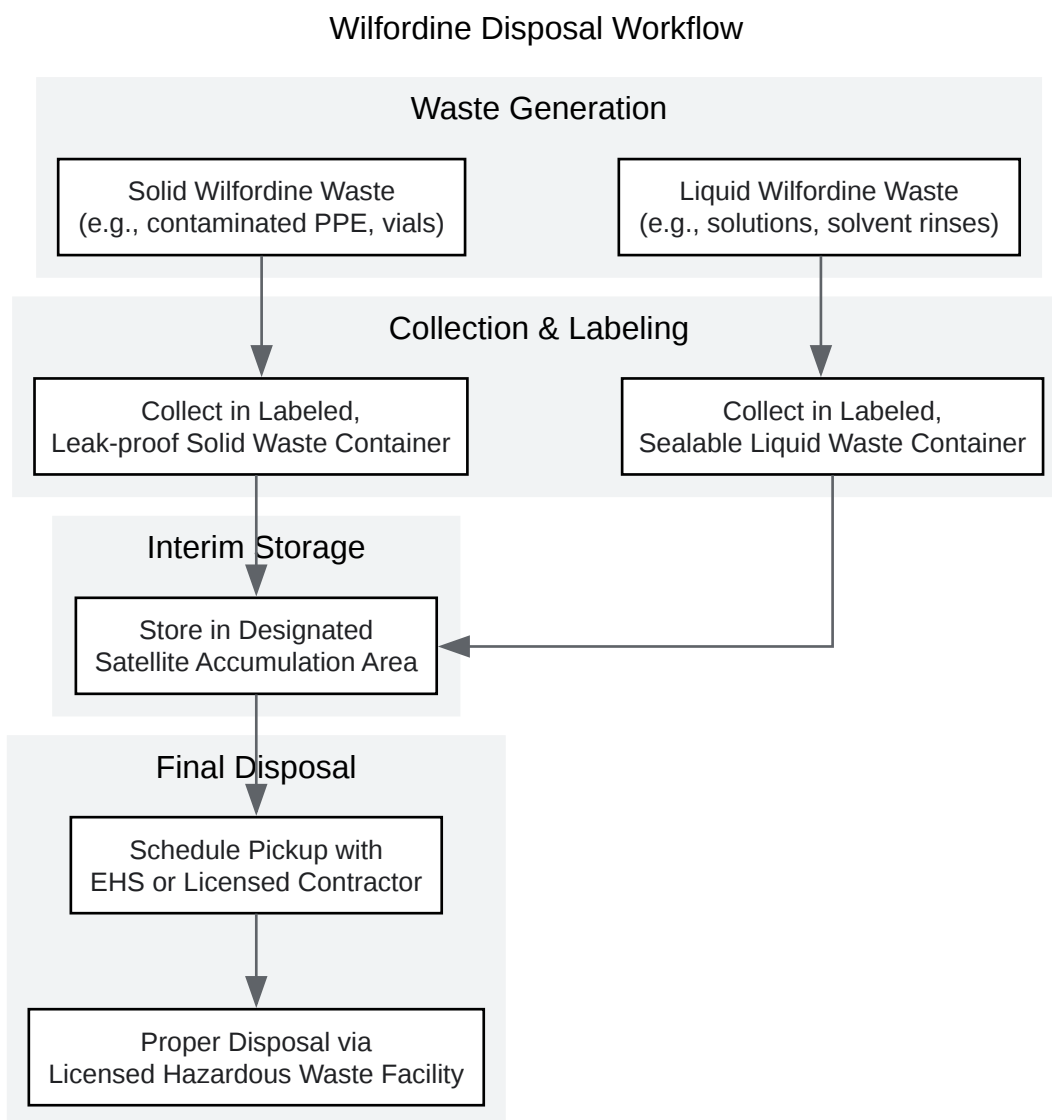 Wilfordine Disposal Workflow
Waste Generation
Solid Wilfordine Waste
(e.g., contaminated PPE, vials)
Liquid Wilfordine Waste
(e.g., solutions, solvent rinses)
Collection & Labeling
Collect in Labeled,
Leak-proof Solid Waste Container
Collect in Labeled,
Sealable Liquid Waste Container
Interim Storage
Store in Designated
Satellite Accumulation Area
Final Disposal
Schedule Pickup with
EHS or Licensed Contractor
Proper Disposal via
Licensed Hazardous Waste Facility